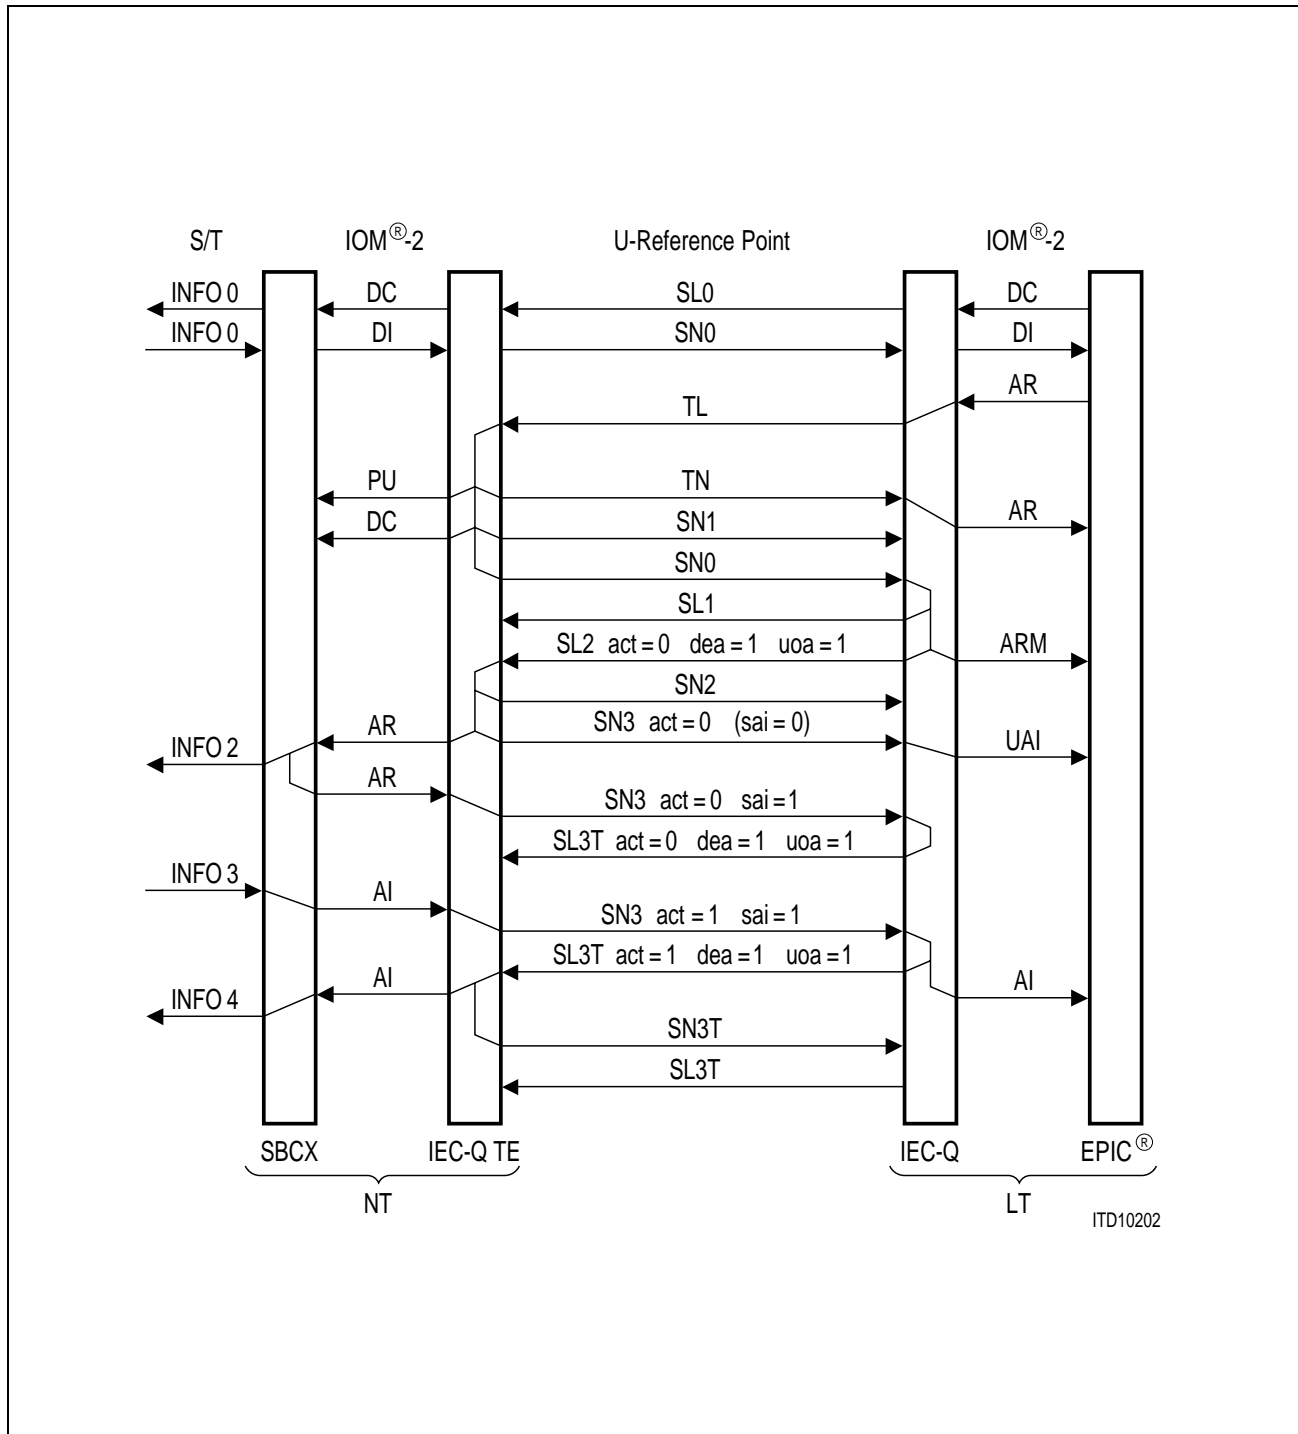 S/T IOM®-2 U-Reference Point IOM®-2
INFO 0 DC SL0 DC
INFO 0 DI SN0 DI
AR
TL
PU TN
AR
DC SN1
SN0
SL1
SL2 act = 0 dea = 1 uoa = 1 ARM
SN2
AR SN3 act = 0 (sai = 0)
INFO 2 UAI
AR
SN3 act = 0 sai = 1
SL3T act = 0 dea = 1 uoa = 1
INFO 3
AI
SN3 act = 1 sai = 1
SL3T act = 1 dea = 1 uoa = 1
AI AI
INFO 4
SN3T
SL3T
SBCX IEC-Q TE IEC-Q EPIC®
NT LT
ITD10202